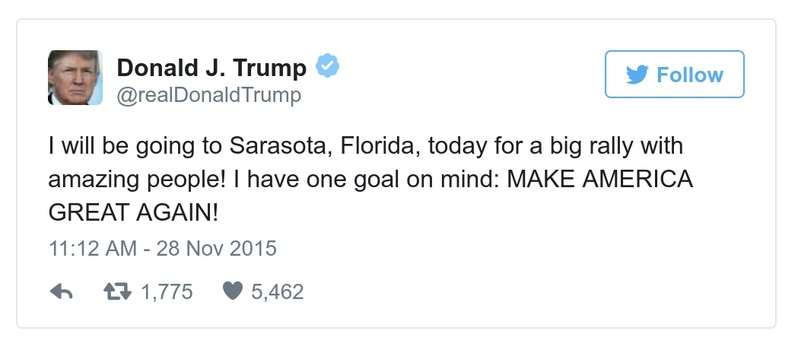 Donald J. Trump
@realDonaldTrump
Follow
I will be going to Sarasota, Florida, today for a big rally with
amazing people! I have one goal on mind: MAKE AMERICA
GREAT AGAIN!
11:12 AM - 28 Nov 2015
1,775 5,462